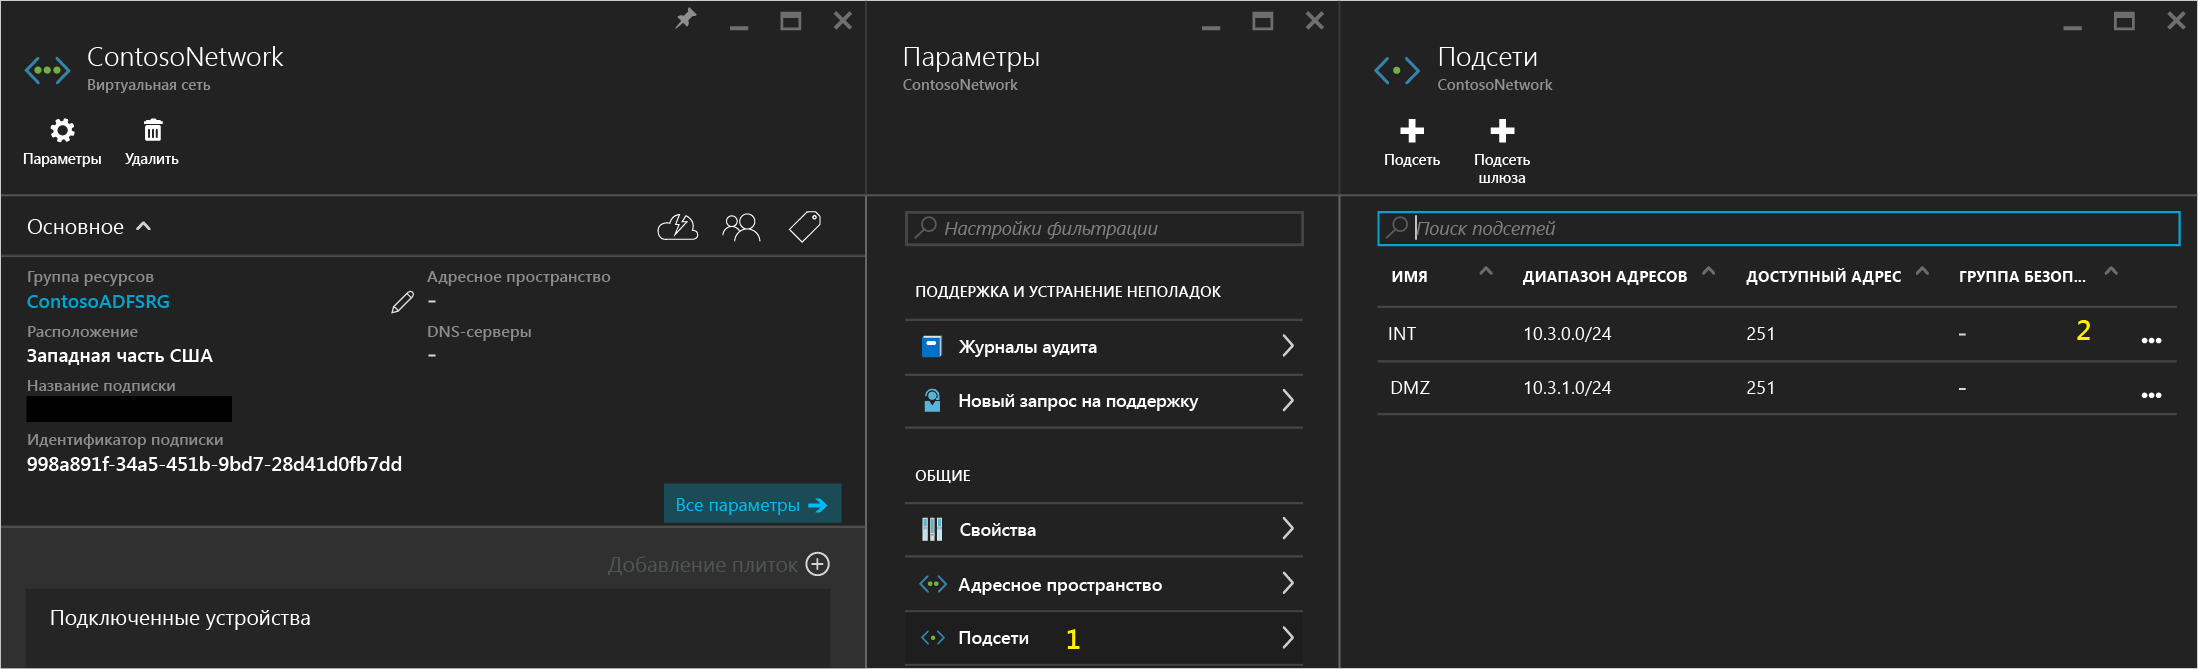 ContosoNetwork
Виртуальная сеть
Параметры
Удалить
Основное
Группа ресурсов
ContosoADFSRG
Расположение
Западная часть США
Название подписки
Идентификатор подписки
998a891f-34a5-451b-9bd7-28d41d0fb7dd
Адресное пространство
-
DNS-серверы
-
Все параметры
Добавление плиток
Подключенные устройства
Параметры
ContosoNetwork
Настройки фильтрации
ПОДДЕРЖКА И УСТРАНЕНИЕ НЕПОЛАДОК
Журналы аудита
Новый запрос на поддержку
ОБЩИЕ
Свойства
Адресное пространство
Подсети 1
Подсети
ContosoNetwork
Подсеть
Подсеть
шлюза
Поиск подсетей
ИМЯ ДИАПАЗОН АДРЕСОВ ДОСТУПНЫЙ АДРЕС ГРУППА БЕЗОП...
INT 10.3.0.0/24 251 - 2 ...
DMZ 10.3.1.0/24 251 - ...